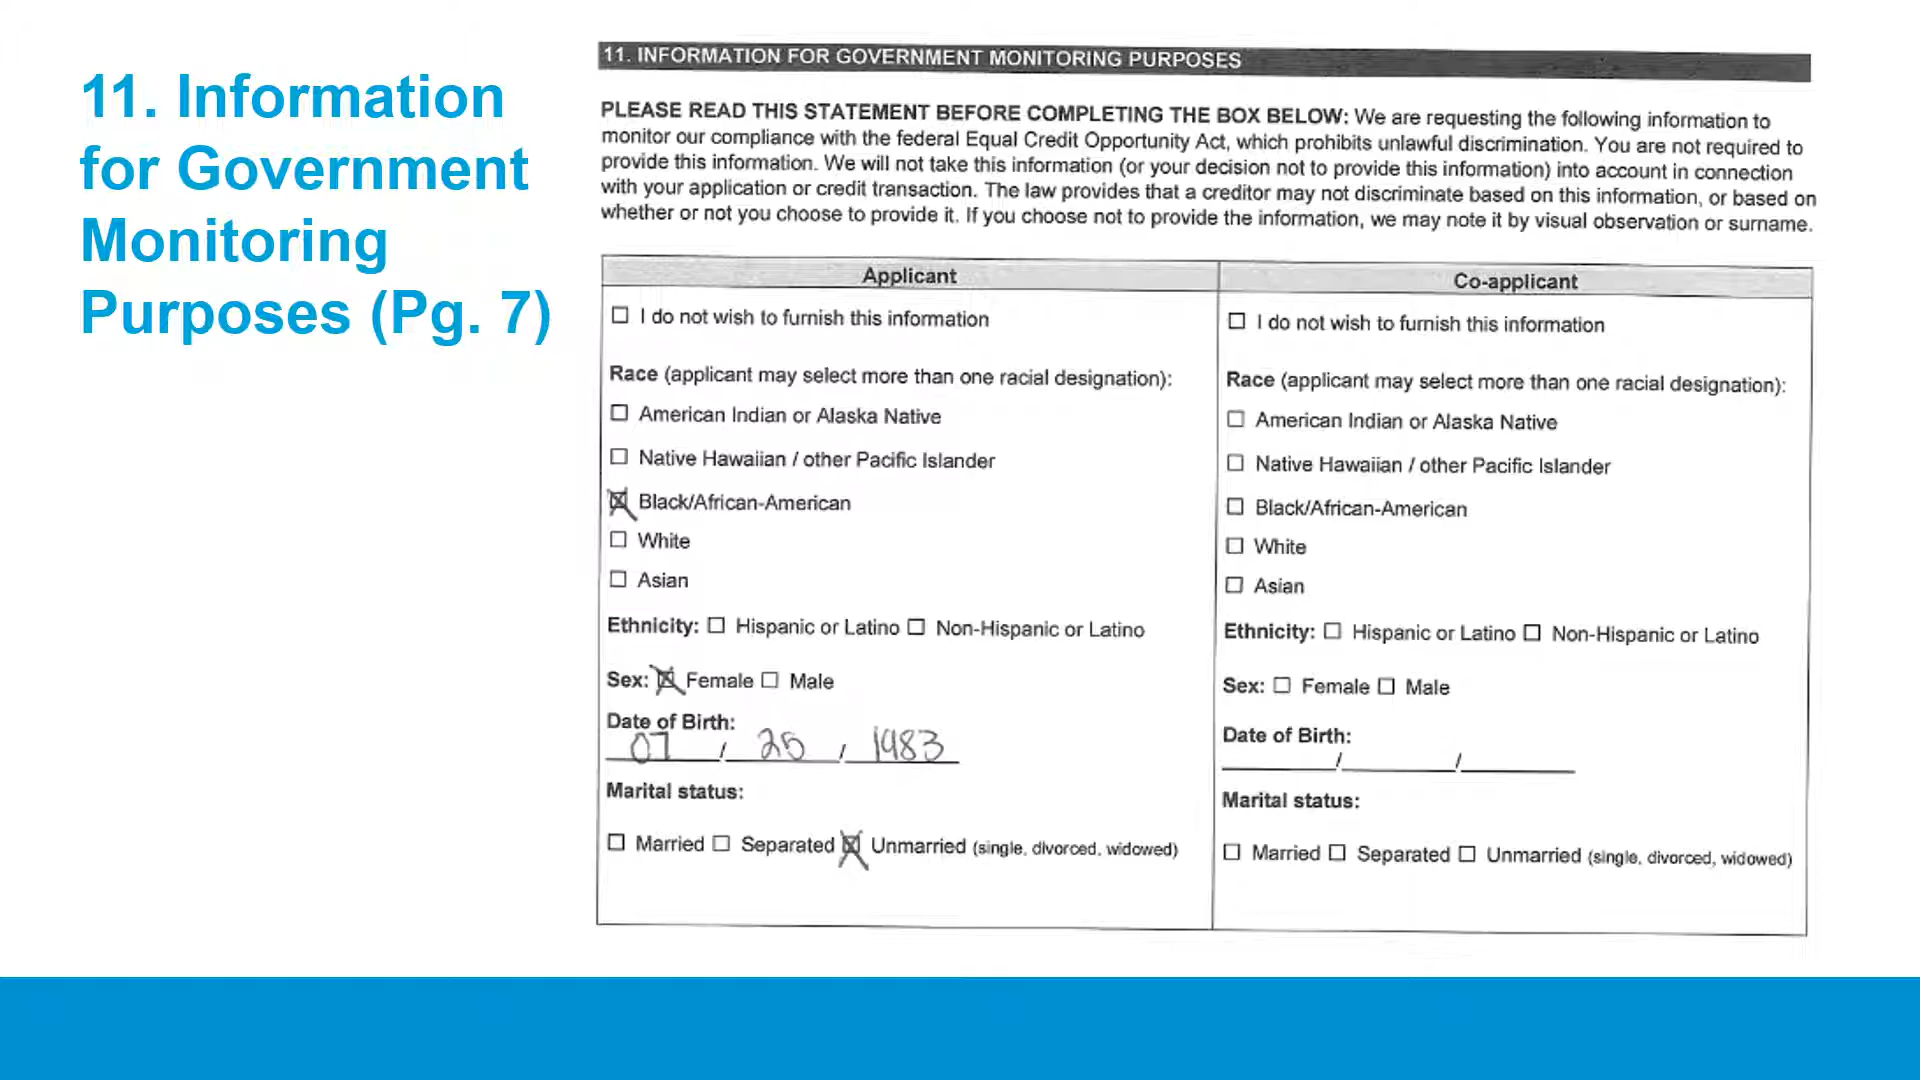 11. Information
for Government
Monitoring
Purposes (Pg. 7)
11. INFORMATION FOR GOVERNMENT MONITORING PURPOSES
PLEASE READ THIS STATEMENT BEFORE COMPLETING THE BOX BELOW: We are requesting the following information to
monitor our compliance with the federal Equal Credit Opportunity Act, which prohibits unlawful discrimination. You are not required to
provide this information. We will not take this information (or your decision not to provide this information) into account in connection
with your application or credit transaction. The law provides that a creditor may not discriminate based on this information, or based on
whether or not you choose to provide it. If you choose not to provide the information, we may note it by visual observation or surname.
Applicant
☐ I do not wish to furnish this information
Race (applicant may select more than one racial designation):
☐ American Indian or Alaska Native
☐ Native Hawaiian / other Pacific Islander
☒ Black/African-American
☐ White
☐ Asian
Ethnicity: ☐ Hispanic or Latino ☐ Non-Hispanic or Latino
Sex: ☒ Female ☐ Male
Date of Birth:
07 / 25 / 1983
Marital status:
☐ Married ☐ Separated ☒ Unmarried (single, divorced, widowed)
Co-applicant
☐ I do not wish to furnish this information
Race (applicant may select more than one racial designation):
☐ American Indian or Alaska Native
☐ Native Hawaiian / other Pacific Islander
☐ Black/African-American
☐ White
☐ Asian
Ethnicity: ☐ Hispanic or Latino ☐ Non-Hispanic or Latino
Sex: ☐ Female ☐ Male
Date of Birth:
/ /
Marital status:
☐ Married ☐ Separated ☐ Unmarried (single, divorced, widowed)